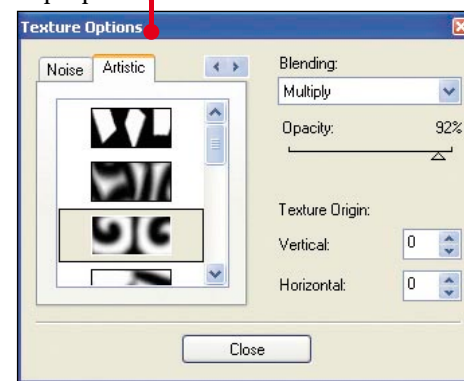 Texture Options
Noise Artistic
Blending:
Multiply
Opacity: 92%
Texture Origin:
Vertical: 0
Horizontal: 0
Close